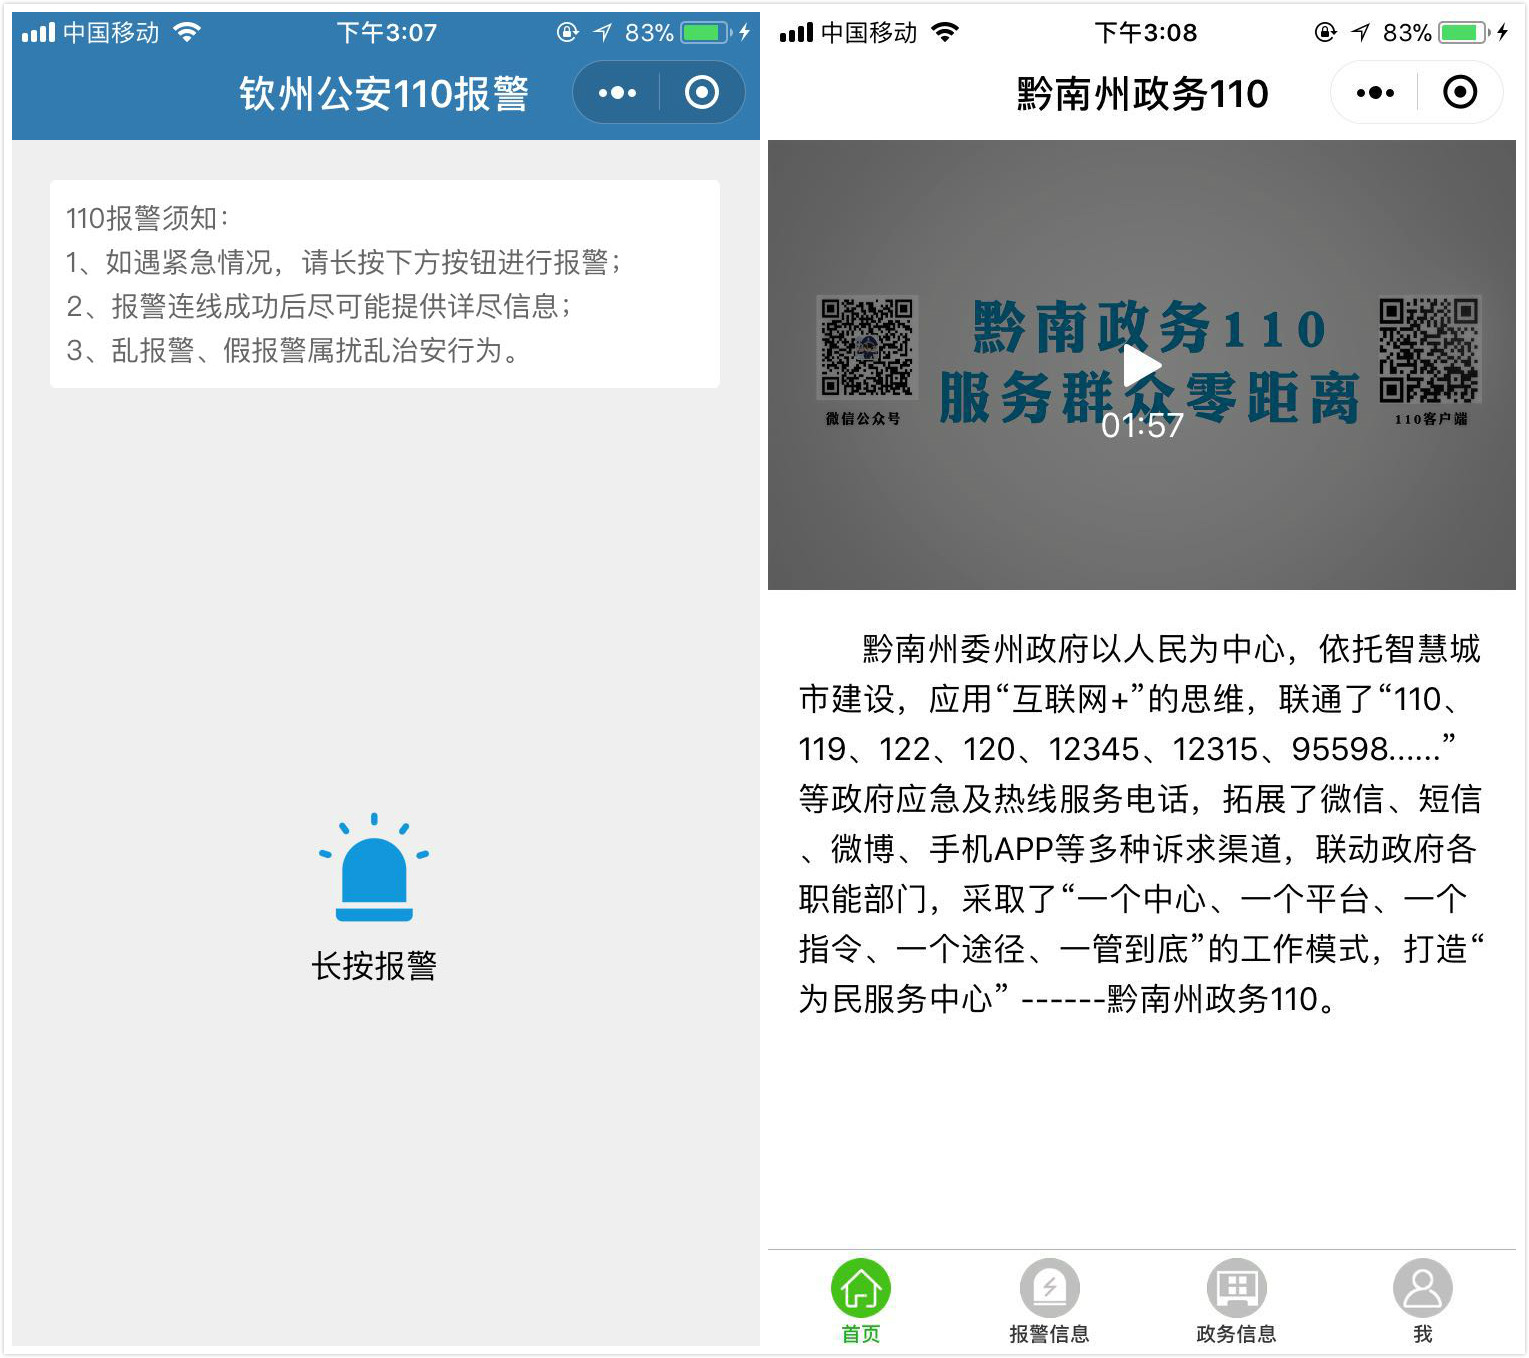 中国移动 下午3:07 83%
钦州公安110报警
110报警须知：
1、如遇紧急情况，请长按下方按钮进行报警；
2、报警连线成功后尽可能提供详尽信息；
3、乱报警、假报警属扰乱治安行为。
长按报警
中国移动 下午3:08 83%
黔南州政务110
黔南政务110
服务群众零距离
微信公众号
110客户端
01:57
黔南州委州政府以人民为中心，依托智慧城
市建设，应用“互联网+”的思维，联通了“110、
119、122、120、12345、12315、95598......”
等政府应急及热线服务电话，拓展了微信、短信
、微博、手机APP等多种诉求渠道，联动政府各
职能部门，采取了“一个中心、一个平台、一个
指令、一个途径、一管到底”的工作模式，打造“
为民服务中心” ------黔南州政务110。
首页 报警信息 政务信息 我